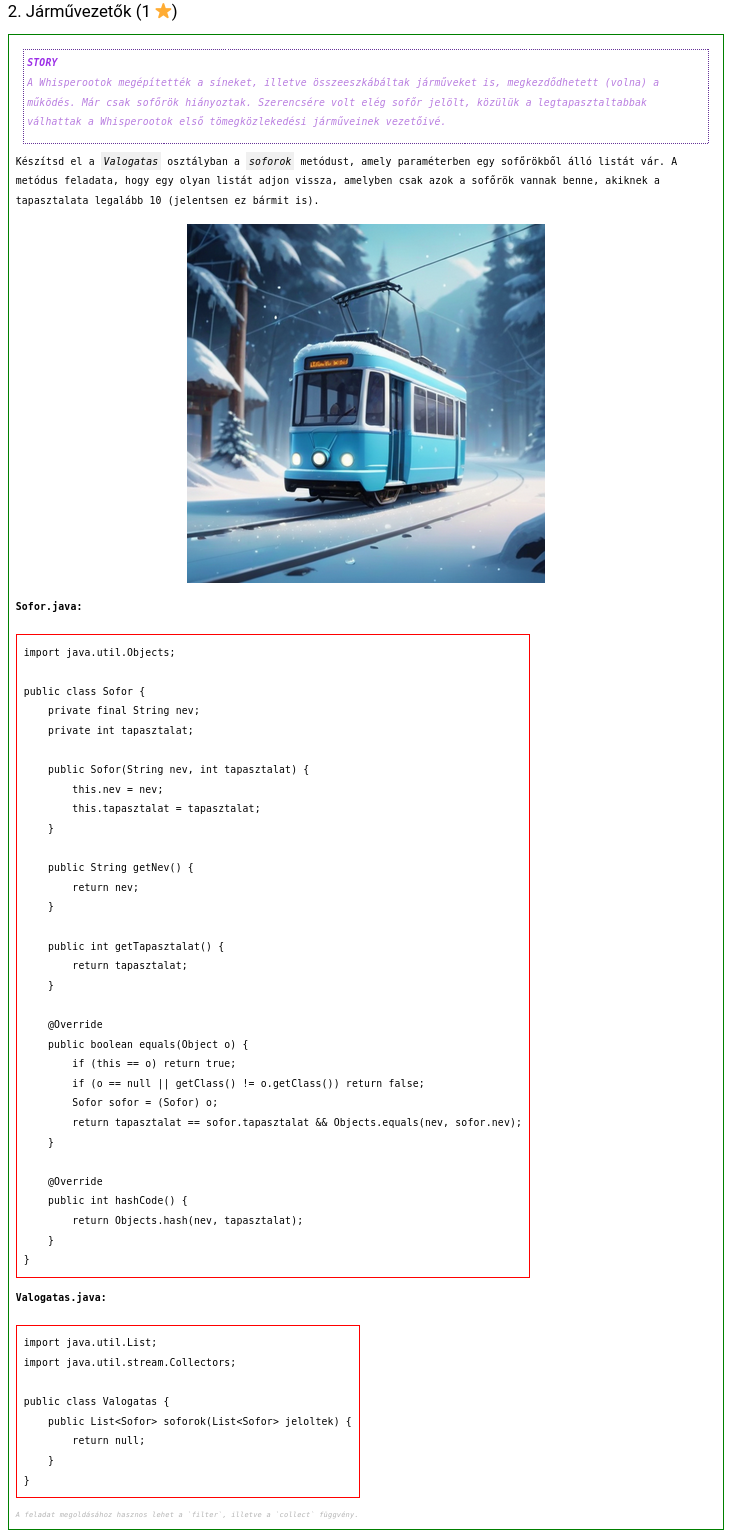 2. Járművezetők (1 ⭐)
STORY
A Whisperootok megépítették a síneket, illetve összeeszkábáltak járműveket is, megkezdődhetett (volna) a
működés. Már csak sofőrök hiányoztak. Szerencsére volt elég sofőr jelölt, közülük a legtapasztaltabbak
válhattak a Whisperootok első tömegközlekedési járműveinek vezetőivé.
Készítsd el a Valogatas osztályban a soforok metódust, amely paraméterben egy sofőrökből álló listát vár. A
metódus feladata, hogy egy olyan listát adjon vissza, amelyben csak azok a sofőrök vannak benne, akiknek a
tapasztalata legalább 10 (jelentsen ez bármit is).
Sofor.java:
import java.util.Objects;
public class Sofor {
    private final String nev;
    private int tapasztalat;
    public Sofor(String nev, int tapasztalat) {
        this.nev = nev;
        this.tapasztalat = tapasztalat;
    }
    public String getNev() {
        return nev;
    }
    public int getTapasztalat() {
        return tapasztalat;
    }
    @Override
    public boolean equals(Object o) {
        if (this == o) return true;
        if (o == null || getClass() != o.getClass()) return false;
        Sofor sofor = (Sofor) o;
        return tapasztalat == sofor.tapasztalat && Objects.equals(nev, sofor.nev);
    }
    @Override
    public int hashCode() {
        return Objects.hash(nev, tapasztalat);
    }
}
Valogatas.java:
import java.util.List;
import java.util.stream.Collectors;
public class Valogatas {
    public List<Sofor> soforok(List<Sofor> jeloltek) {
        return null;
    }
}
A feladat megoldásához hasznos lehet a `filter`, illetve a `collect` függvény.